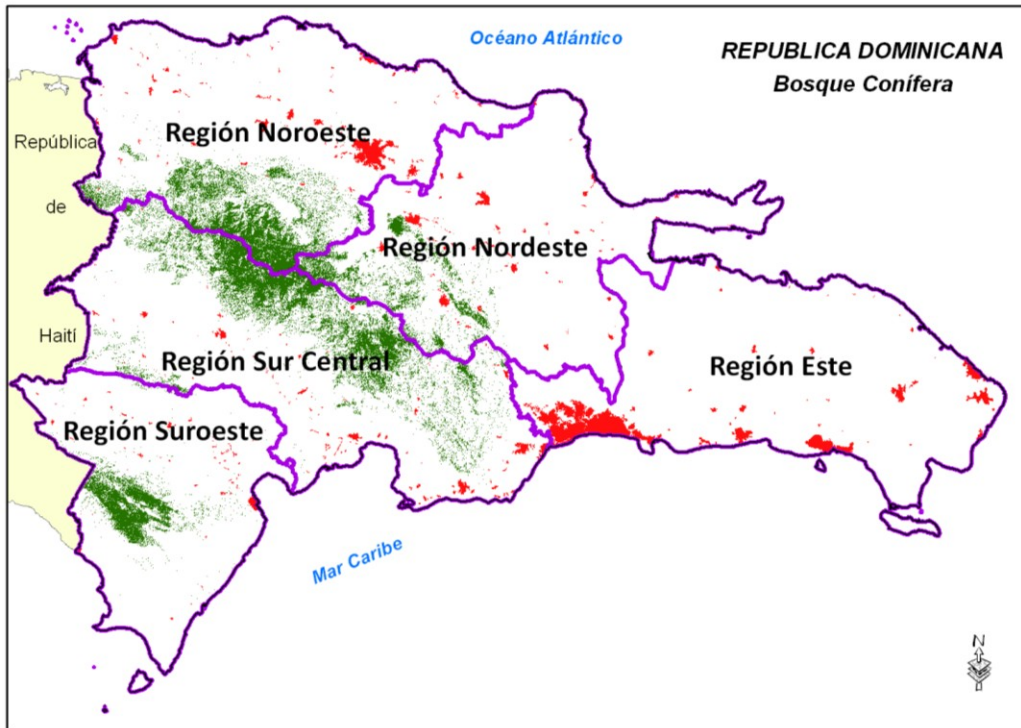 Océano Atlántico
REPUBLICA DOMINICANA
Bosque Conífera
Región Noroeste
República
de
Haití
Región Nordeste
Región Sur Central
Región Este
Región Suroeste
Mar Caribe
N